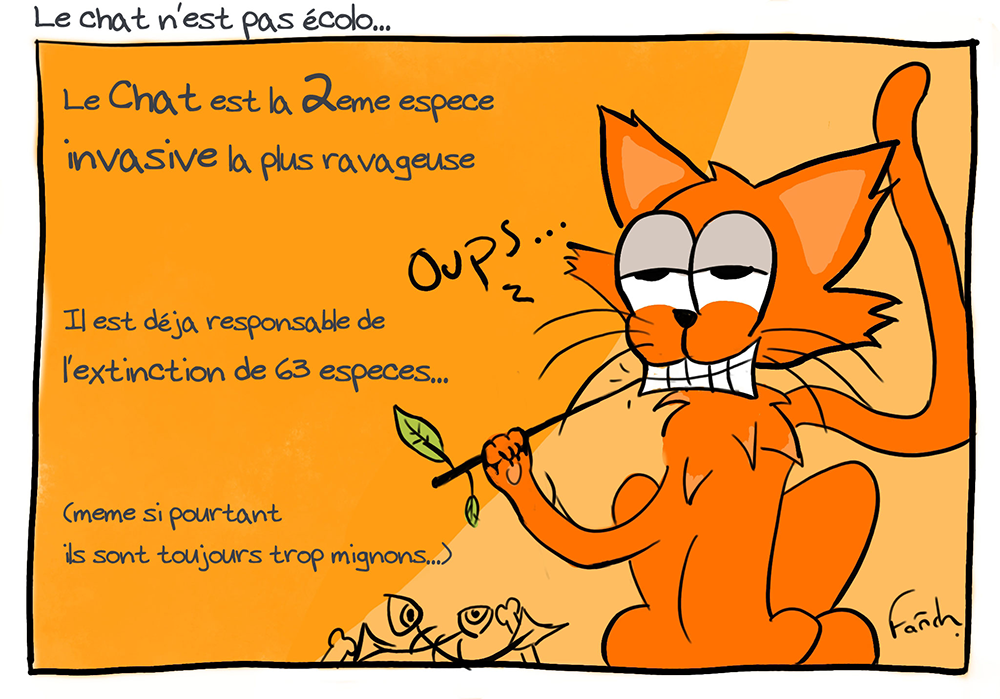 Le chat n'est pas écolo...
Le Chat est la 2eme espece
invasive la plus ravageuse
Oups...
Il est déja responsable de
l'extinction de 63 especes...
(meme si pourtant
ils sont toujours trop mignons...)
Fañch